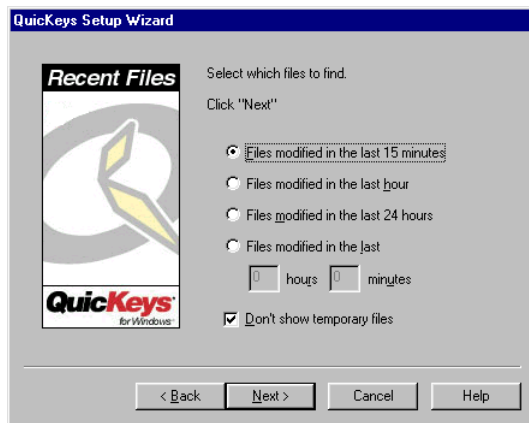 QuicKeys Setup Wizard
Recent Files
Select which files to find.
Click "Next"
Files modified in the last 15 minutes
Files modified in the last hour
Files modified in the last 24 hours
Files modified in the last
0 hours 0 minutes
QuicKeys
for Windows
Don't show temporary files
< Back Next > Cancel Help